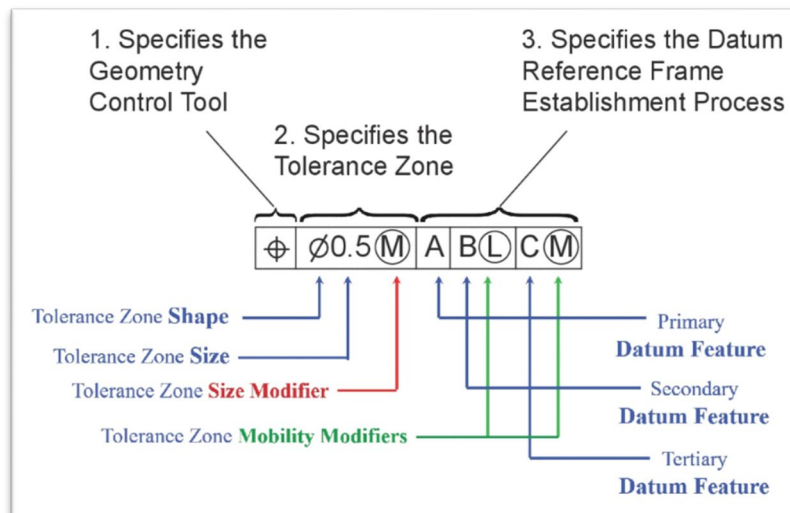 1. Specifies the
Geometry
Control Tool
2. Specifies the
Tolerance Zone
3. Specifies the Datum
Reference Frame
Establishment Process
⌖ Ø0.5Ⓜ A BⓁ CⓂ
Tolerance Zone Shape
Tolerance Zone Size
Tolerance Zone Size Modifier
Tolerance Zone Mobility Modifiers
Primary
Datum Feature
Secondary
Datum Feature
Tertiary
Datum Feature